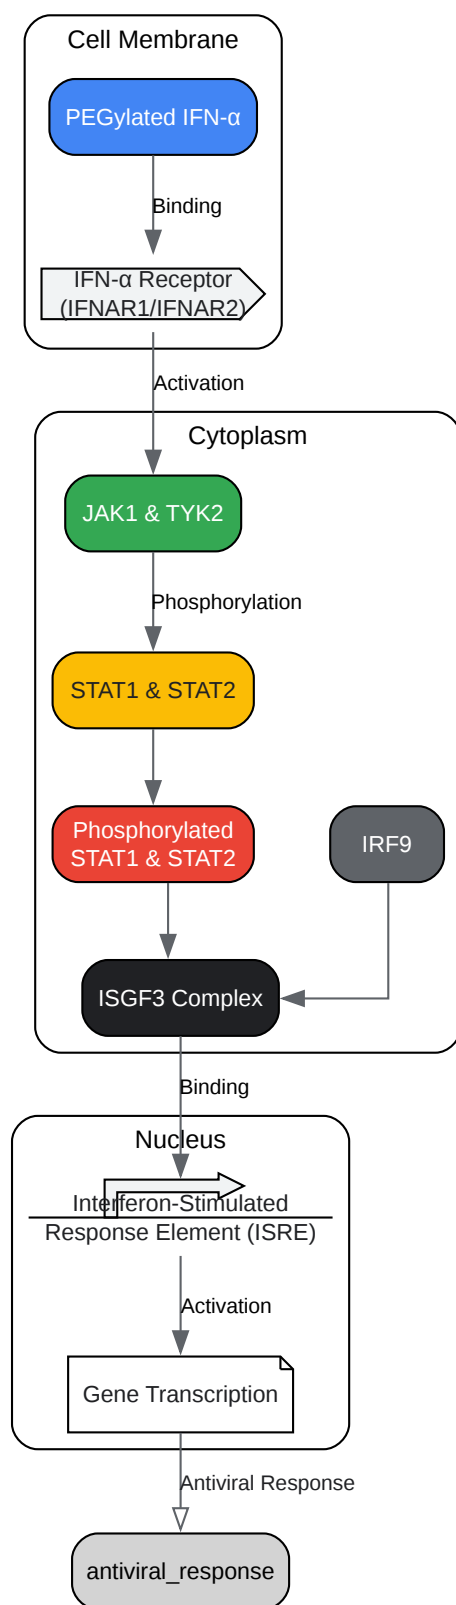 Cell Membrane
PEGylated IFN-α
Binding
IFN-α Receptor
(IFNAR1/IFNAR2)
Activation
Cytoplasm
JAK1 & TYK2
Phosphorylation
STAT1 & STAT2
Phosphorylated
STAT1 & STAT2
IRF9
ISGF3 Complex
Binding
Nucleus
Interferon-Stimulated
Response Element (ISRE)
Activation
Gene Transcription
Antiviral Response
antiviral_response